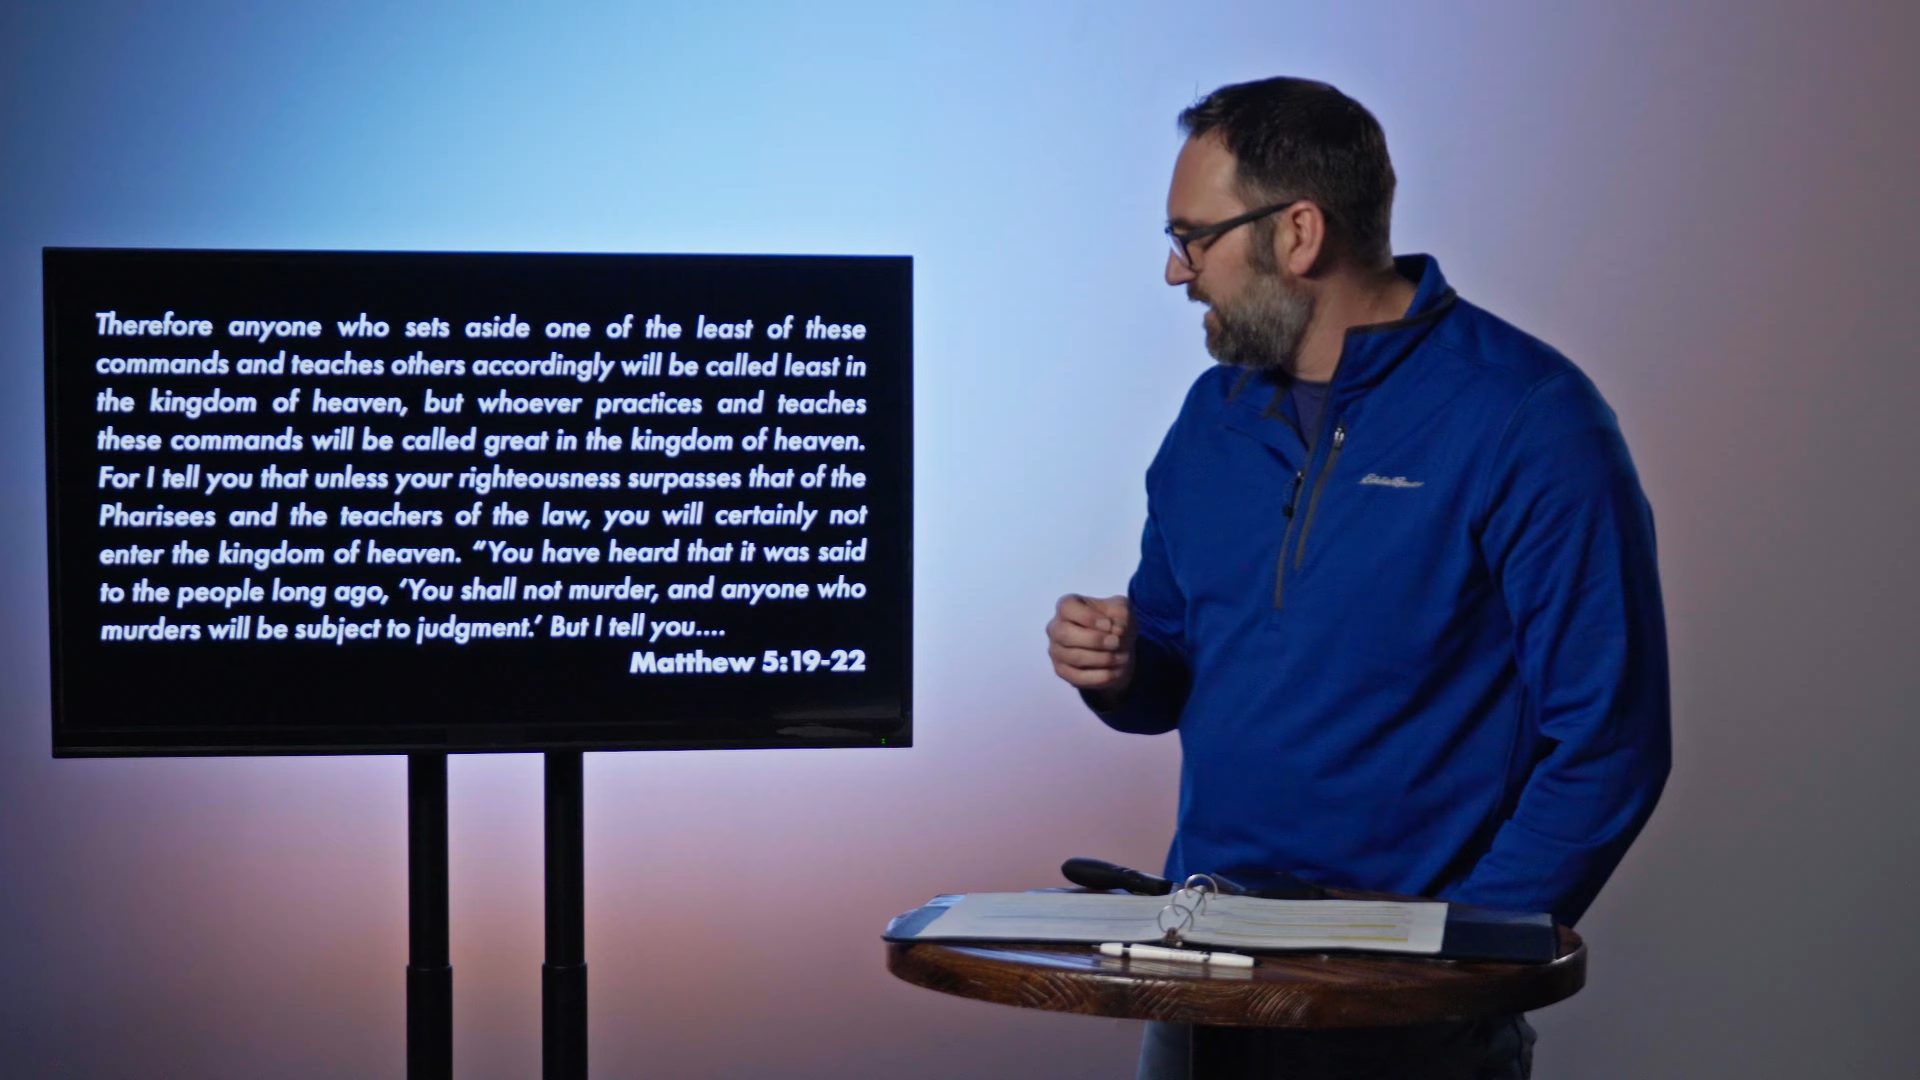 Therefore anyone who sets aside one of the least of these
commands and teaches others accordingly will be called least in
the kingdom of heaven, but whoever practices and teaches
these commands will be called great in the kingdom of heaven.
For I tell you that unless your righteousness surpasses that of the
Pharisees and the teachers of the law, you will certainly not
enter the kingdom of heaven. “You have heard that it was said
to the people long ago, ‘You shall not murder, and anyone who
murders will be subject to judgment.’ But I tell you....
Matthew 5:19-22
Eddie Bauer